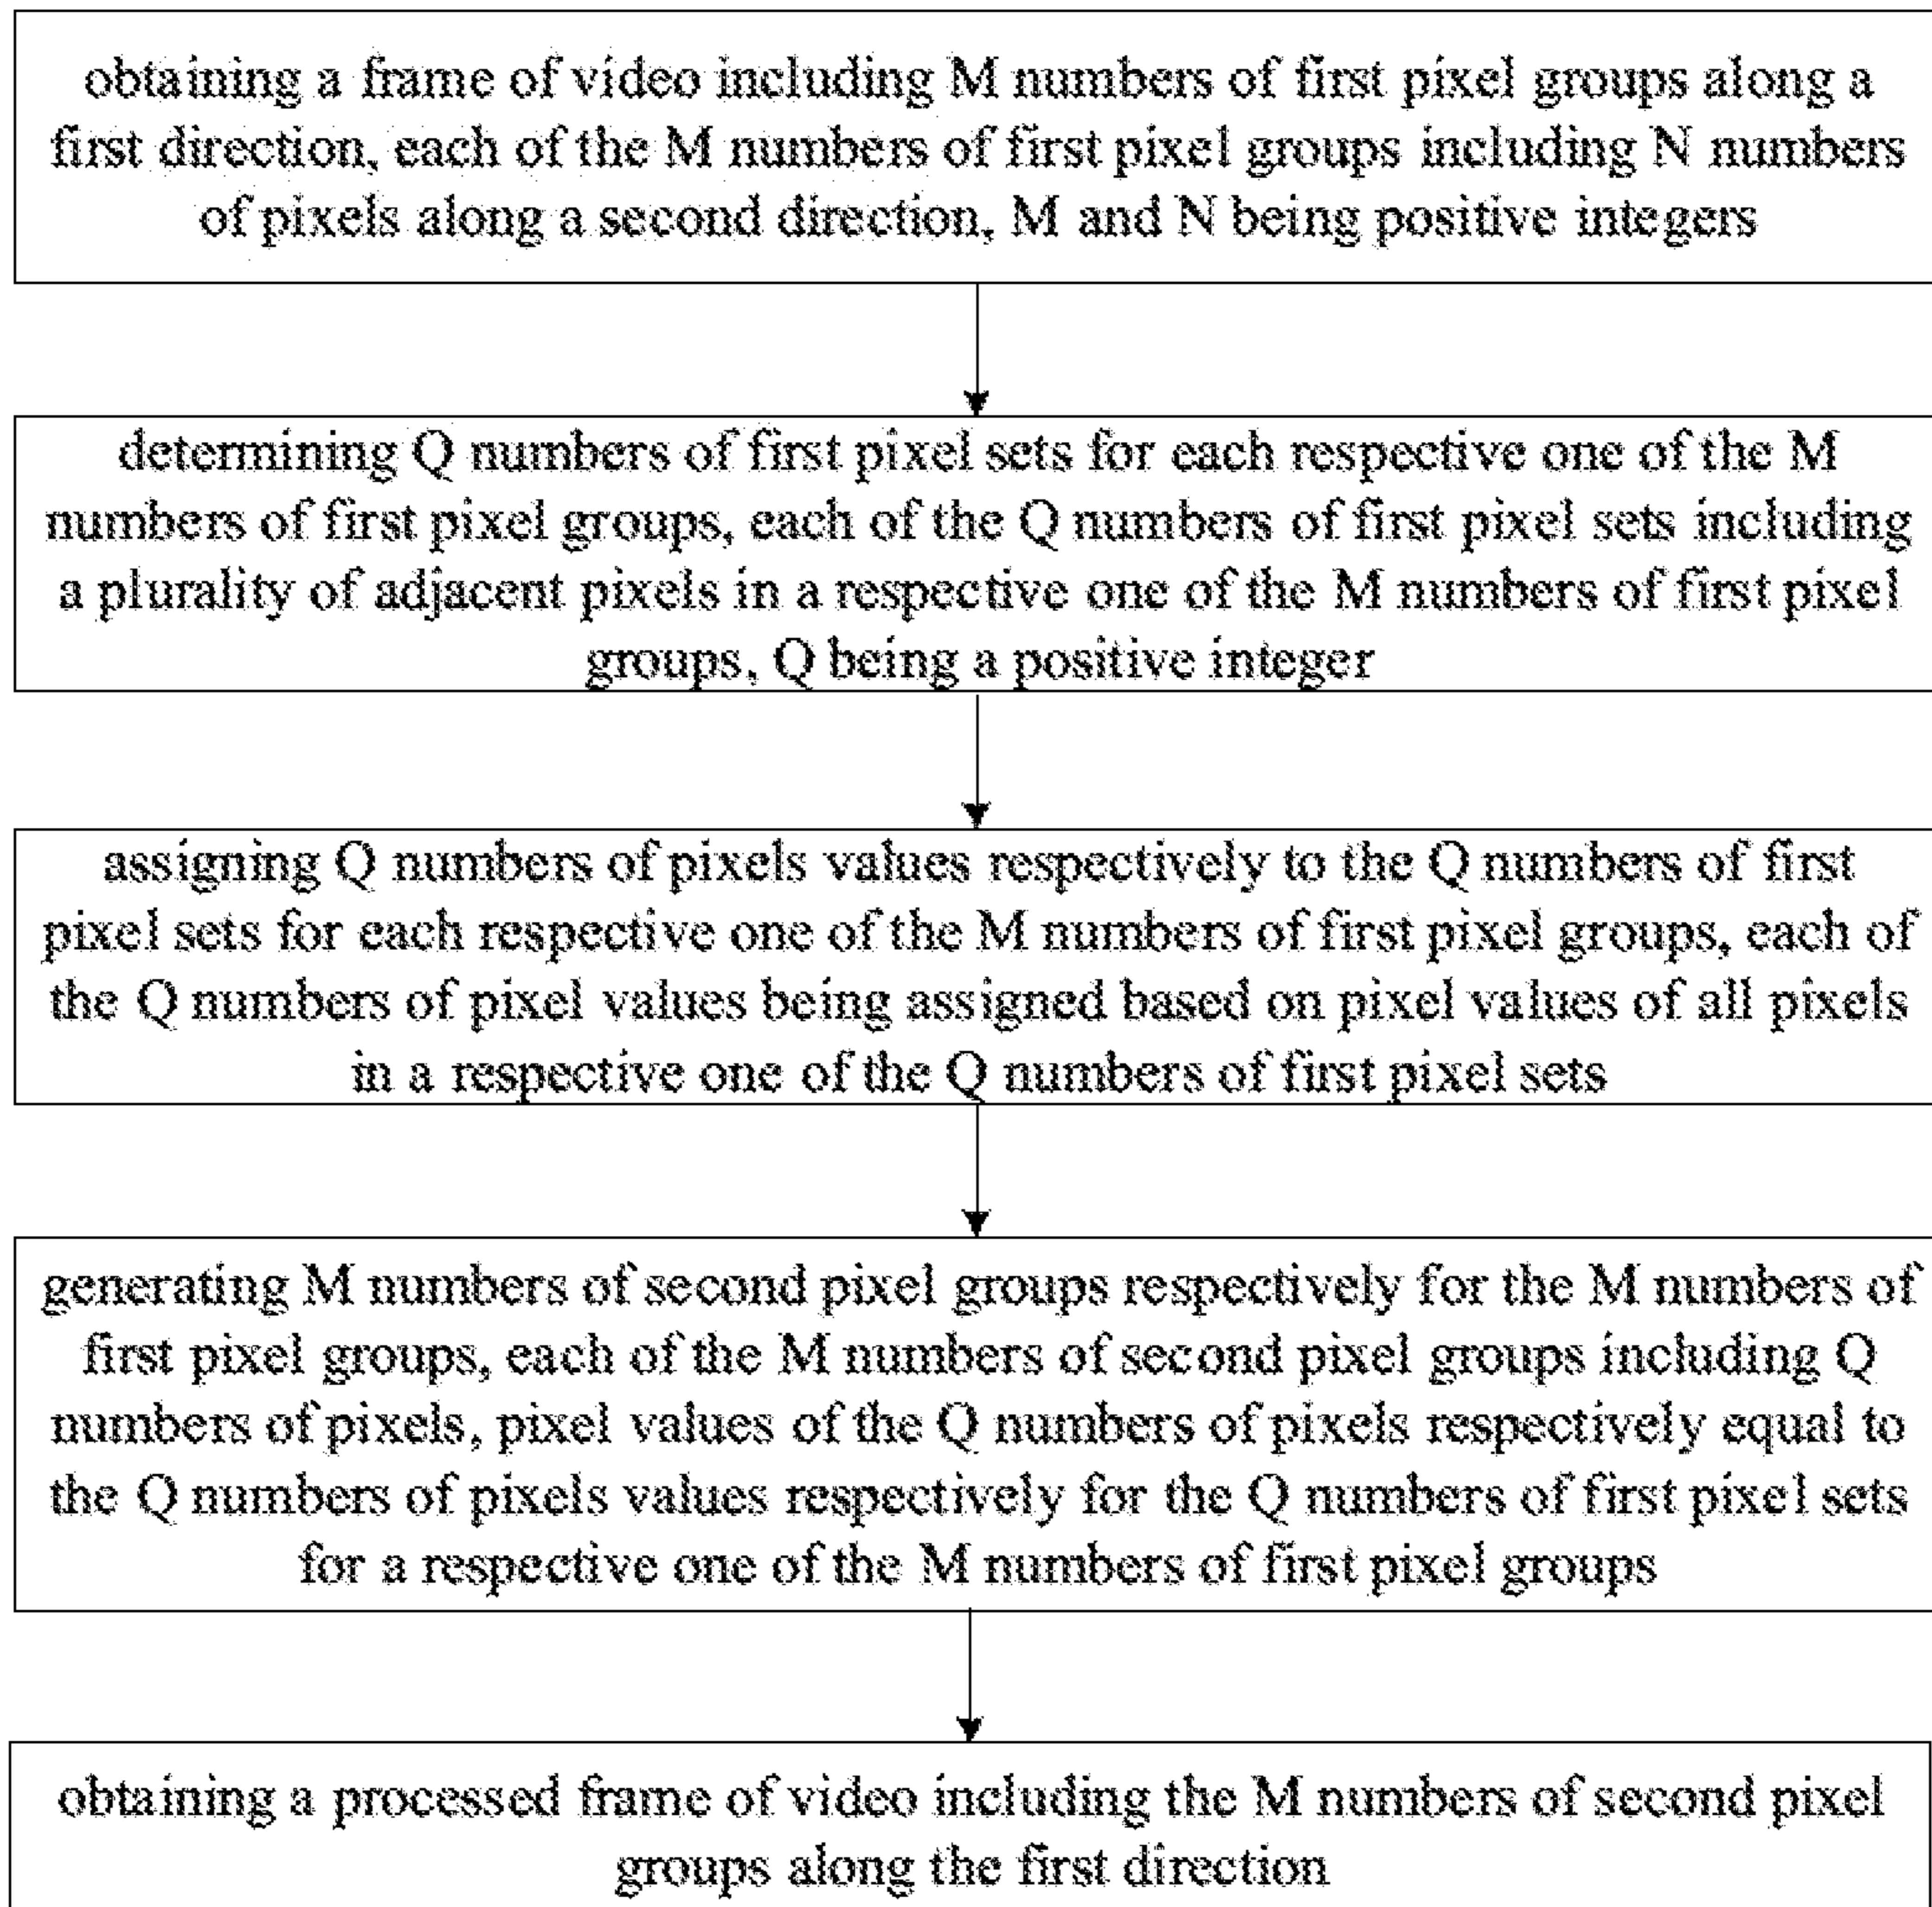 obtaining a frame of video including M numbers of first pixel groups along a
first direction, each of the M numbers of first pixel groups including N numbers
of pixels along a second direction, M and N being positive integers
determining Q numbers of first pixel sets for each respective one of the M
numbers of first pixel groups, each of the Q numbers of first pixel sets including
a plurality of adjacent pixels in a respective one of the M numbers of first pixel
groups, Q being a positive integer
assigning Q numbers of pixels values respectively to the Q numbers of first
pixel sets for each respective one of the M numbers of first pixel groups, each of
the Q numbers of pixel values being assigned based on pixel values of all pixels
in a respective one of the Q numbers of first pixel sets
generating M numbers of second pixel groups respectively for the M numbers of
first pixel groups, each of the M numbers of second pixel groups including Q
numbers of pixels, pixel values of the Q numbers of pixels respectively equal to
the Q numbers of pixels values respectively for the Q numbers of first pixel sets
for a respective one of the M numbers of first pixel groups
obtaining a processed frame of video including the M numbers of second pixel
groups along the first direction